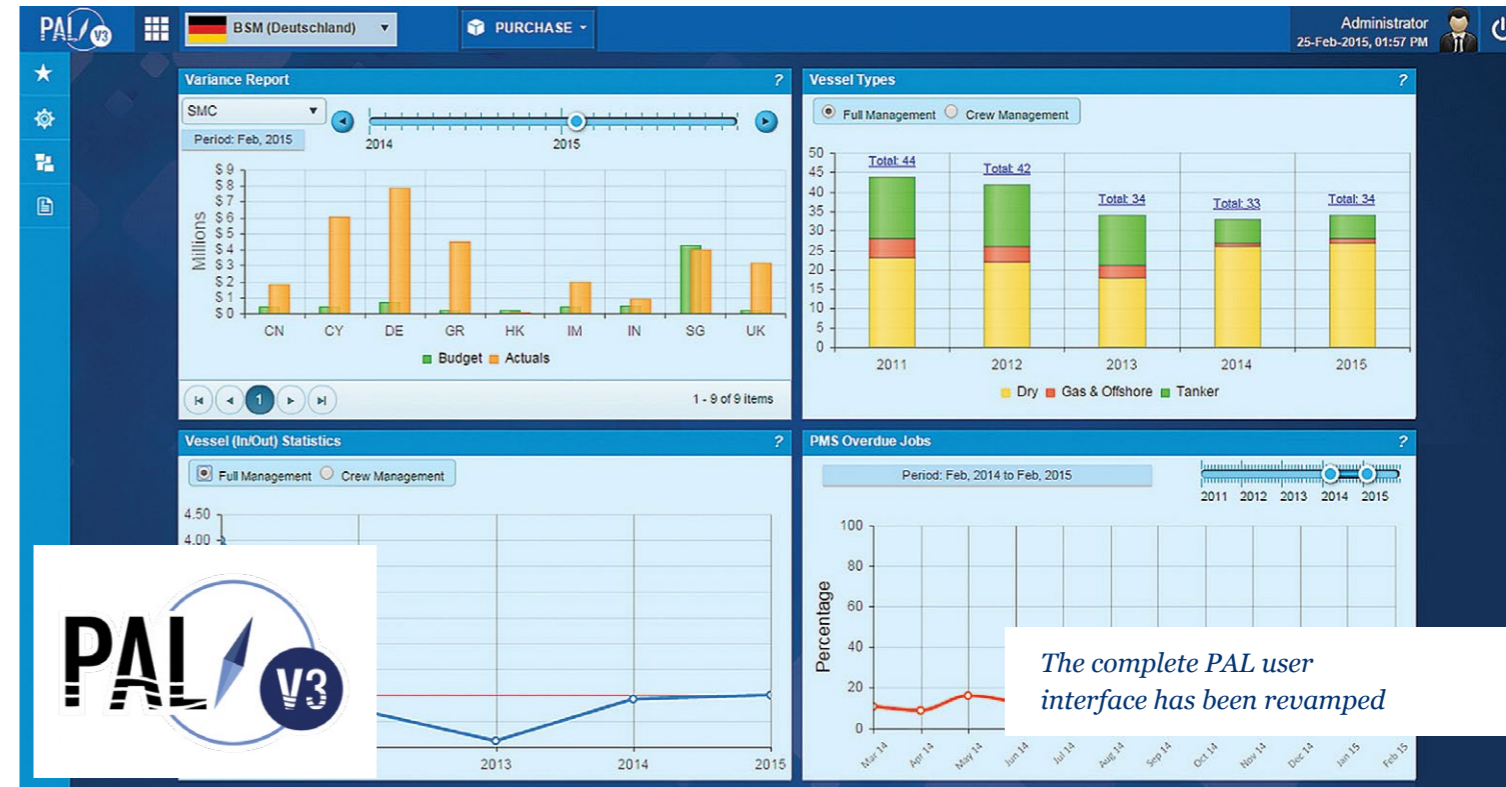 PAL V3
BSM (Deutschland)
PURCHASE
Administrator
25-Feb-2015, 01:57 PM
Variance Report ?
SMC
Period: Feb, 2015
2014 2015
$ 9
$ 8
$ 7
$ 6
$ 5
$ 4
$ 3
$ 2
$ 1
$ 0
Millions
CN CY DE GR HK IM IN SG UK
Budget Actuals
1
1 - 9 of 9 items
Vessel Types ?
Full Management Crew Management
50
45
40
35
30
25
20
15
10
5
0
Total: 44 Total: 42 Total: 34 Total: 33 Total: 34
2011 2012 2013 2014 2015
Dry Gas & Offshore Tanker
Vessel (In/Out) Statistics ?
Full Management Crew Management
4.50
4.00
2013 2014 2015
PMS Overdue Jobs ?
Period: Feb, 2014 to Feb, 2015
2011 2012 2013 2014 2015
100
80
60
40
20
0
Percentage
Mar 14 Apr 14 May 14 Jun 14 Jul 14 Aug 14 Sep 14 Oct 14 Nov 14 Dec 14 Jan 15 Feb 15
PAL V3
The complete PAL user
interface has been revamped